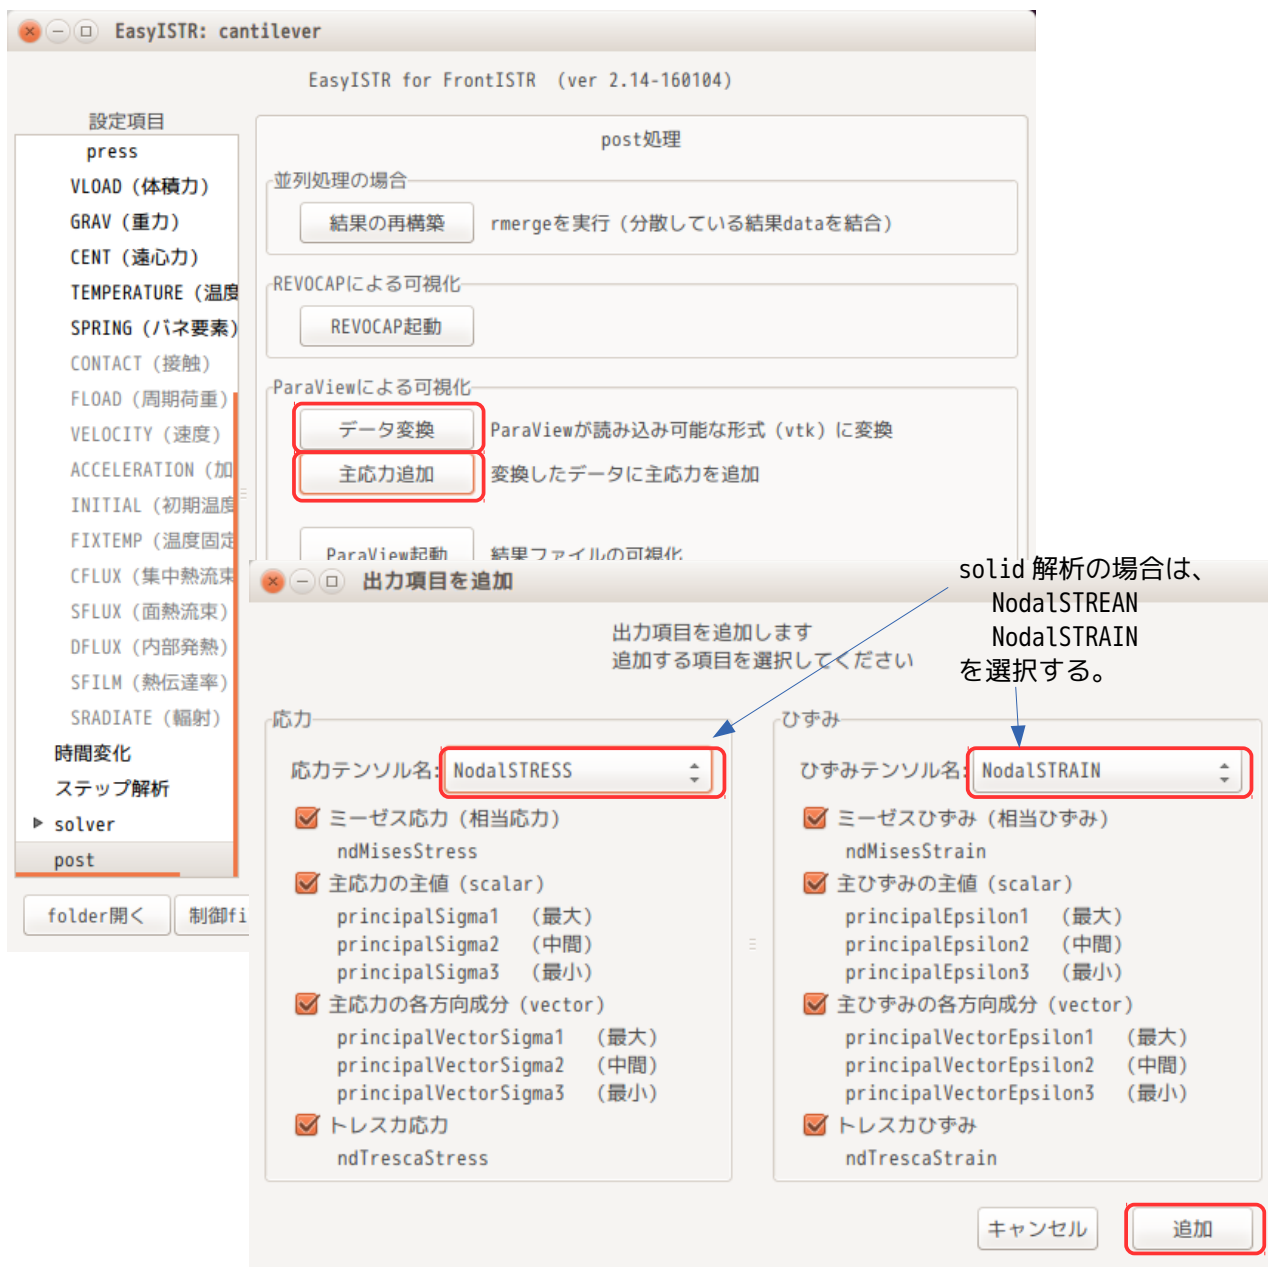 EasyISTR: cantilever
EasyISTR for FrontISTR (ver 2.14-160104)
設定項目
press
VLOAD (体積力)
GRAV (重力)
CENT (遠心力)
TEMPERATURE (温度
SPRING (バネ要素)
CONTACT (接触)
FLOAD (周期荷重)
VELOCITY (速度)
ACCELERATION (加
INITIAL (初期温度
FIXTEMP (温度固定
CFLUX (集中熱流束
SFLUX (面熱流束)
DFLUX (内部発熱)
SFILM (熱伝達率)
SRADIATE (輻射)
時間変化
ステップ解析
solver
post
folder開く
制御fi
post処理
並列処理の場合
結果の再構築 rmergeを実行 (分散している結果dataを結合)
REVOCAPによる可視化
REVOCAP起動
ParaViewによる可視化
データ変換 ParaViewが読み込み可能な形式 (vtk) に変換
主応力追加 変換したデータに主応力を追加
ParaView起動 結果ファイルの可視化
solid 解析の場合は、
NodalSTREAN
NodalSTRAIN
を選択する。
出力項目を追加
出力項目を追加します
追加する項目を選択してください
応力
応力テンソル名: NodalSTRESS
ミーゼス応力 (相当応力)
ndMisesStress
主応力の主値 (scalar)
principalSigma1 (最大)
principalSigma2 (中間)
principalSigma3 (最小)
主応力の各方向成分 (vector)
principalVectorSigma1 (最大)
principalVectorSigma2 (中間)
principalVectorSigma3 (最小)
トレスカ応力
ndTrescaStress
ひずみ
ひずみテンソル名: NodalSTRAIN
ミーゼスひずみ (相当ひずみ)
ndMisesStrain
主ひずみの主値 (scalar)
principalEpsilon1 (最大)
principalEpsilon2 (中間)
principalEpsilon3 (最小)
主ひずみの各方向成分 (vector)
principalVectorEpsilon1 (最大)
principalVectorEpsilon2 (中間)
principalVectorEpsilon3 (最小)
トレスカひずみ
ndTrescaStrain
キャンセル
追加